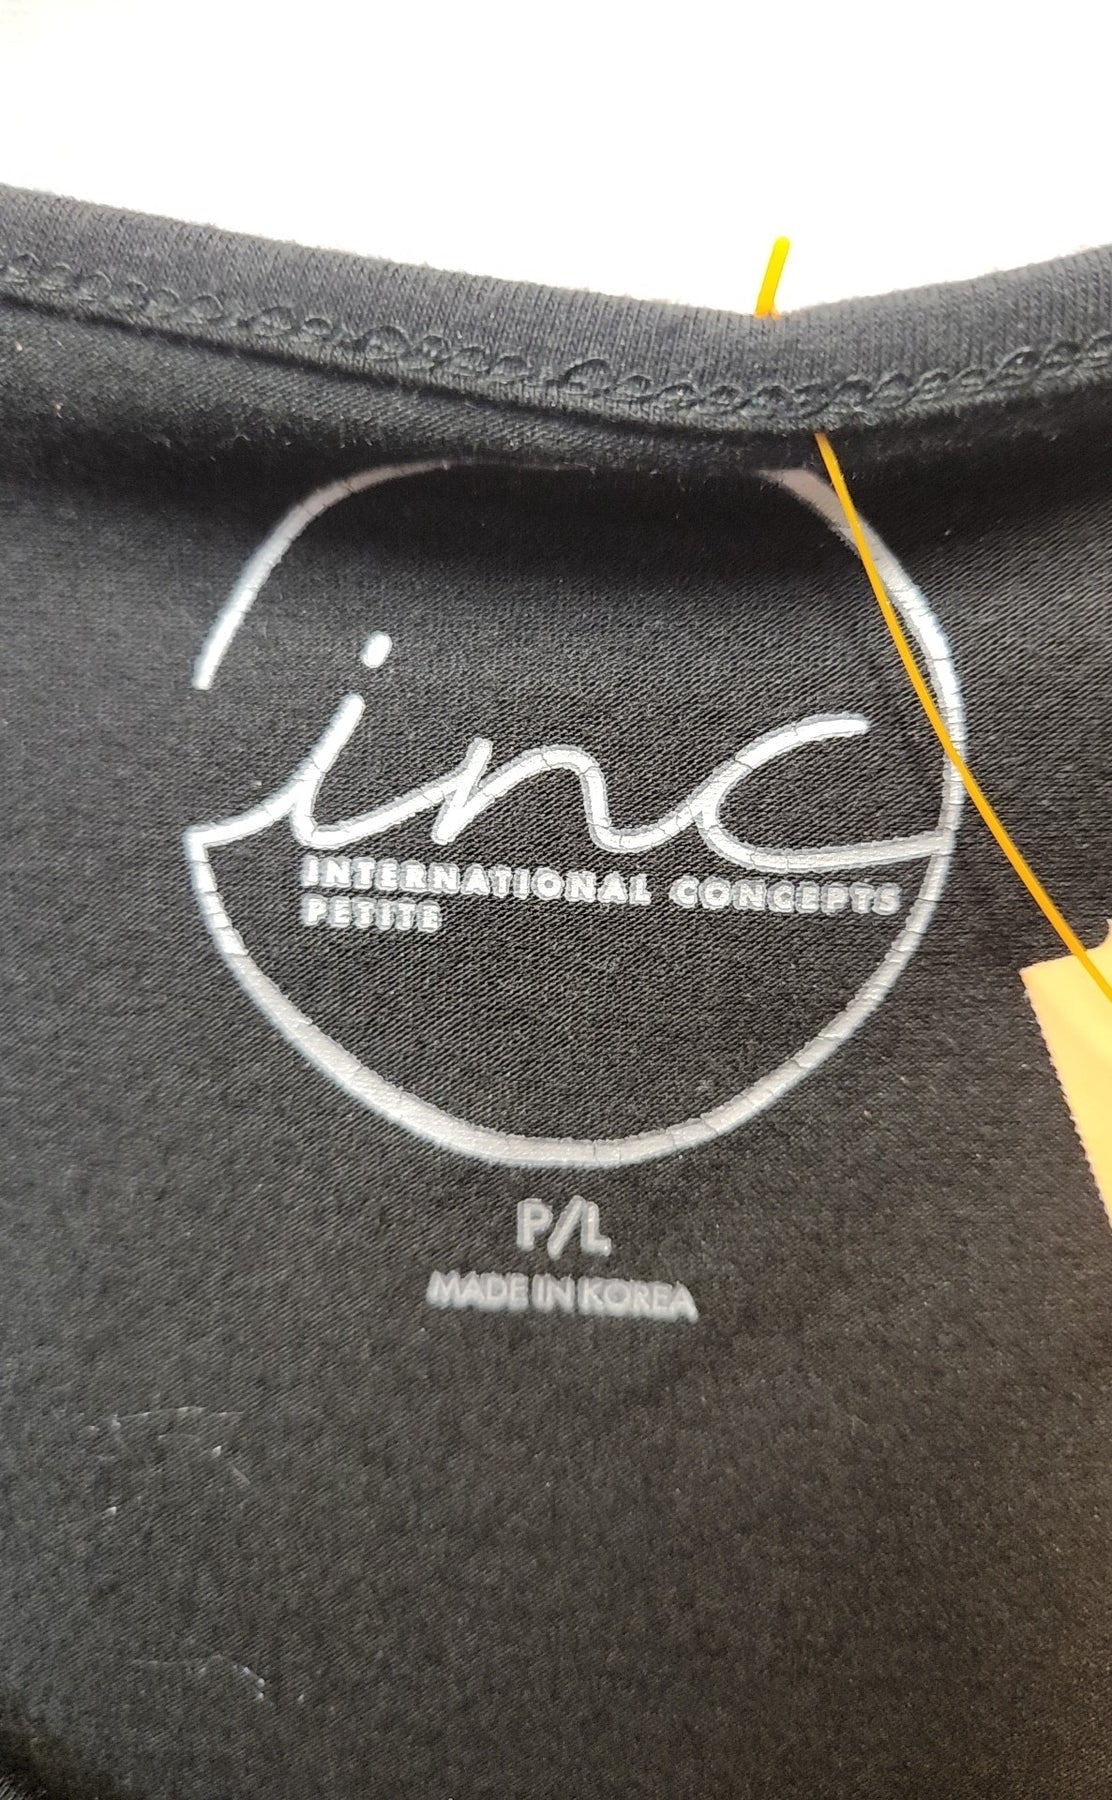 inc
INTERNATIONAL CONCEPTS
PETITE
P/L
MADE IN KOREA